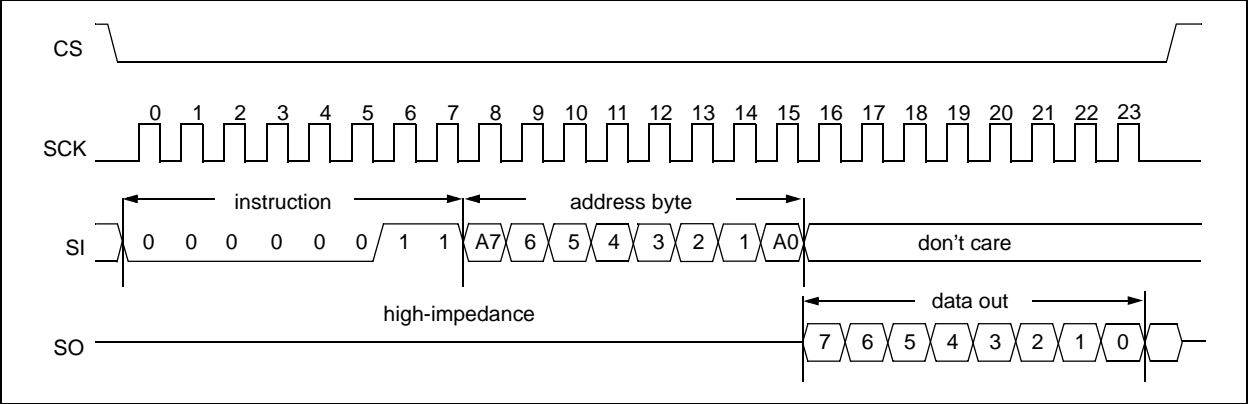 CS
0 1 2 3 4 5 6 7 8 9 10 11 12 13 14 15 16 17 18 19 20 21 22 23
SCK
instruction address byte
SI 0 0 0 0 0 0 1 1 A7 6 5 4 3 2 1 A0 don't care
high-impedance data out
SO 7 6 5 4 3 2 1 0